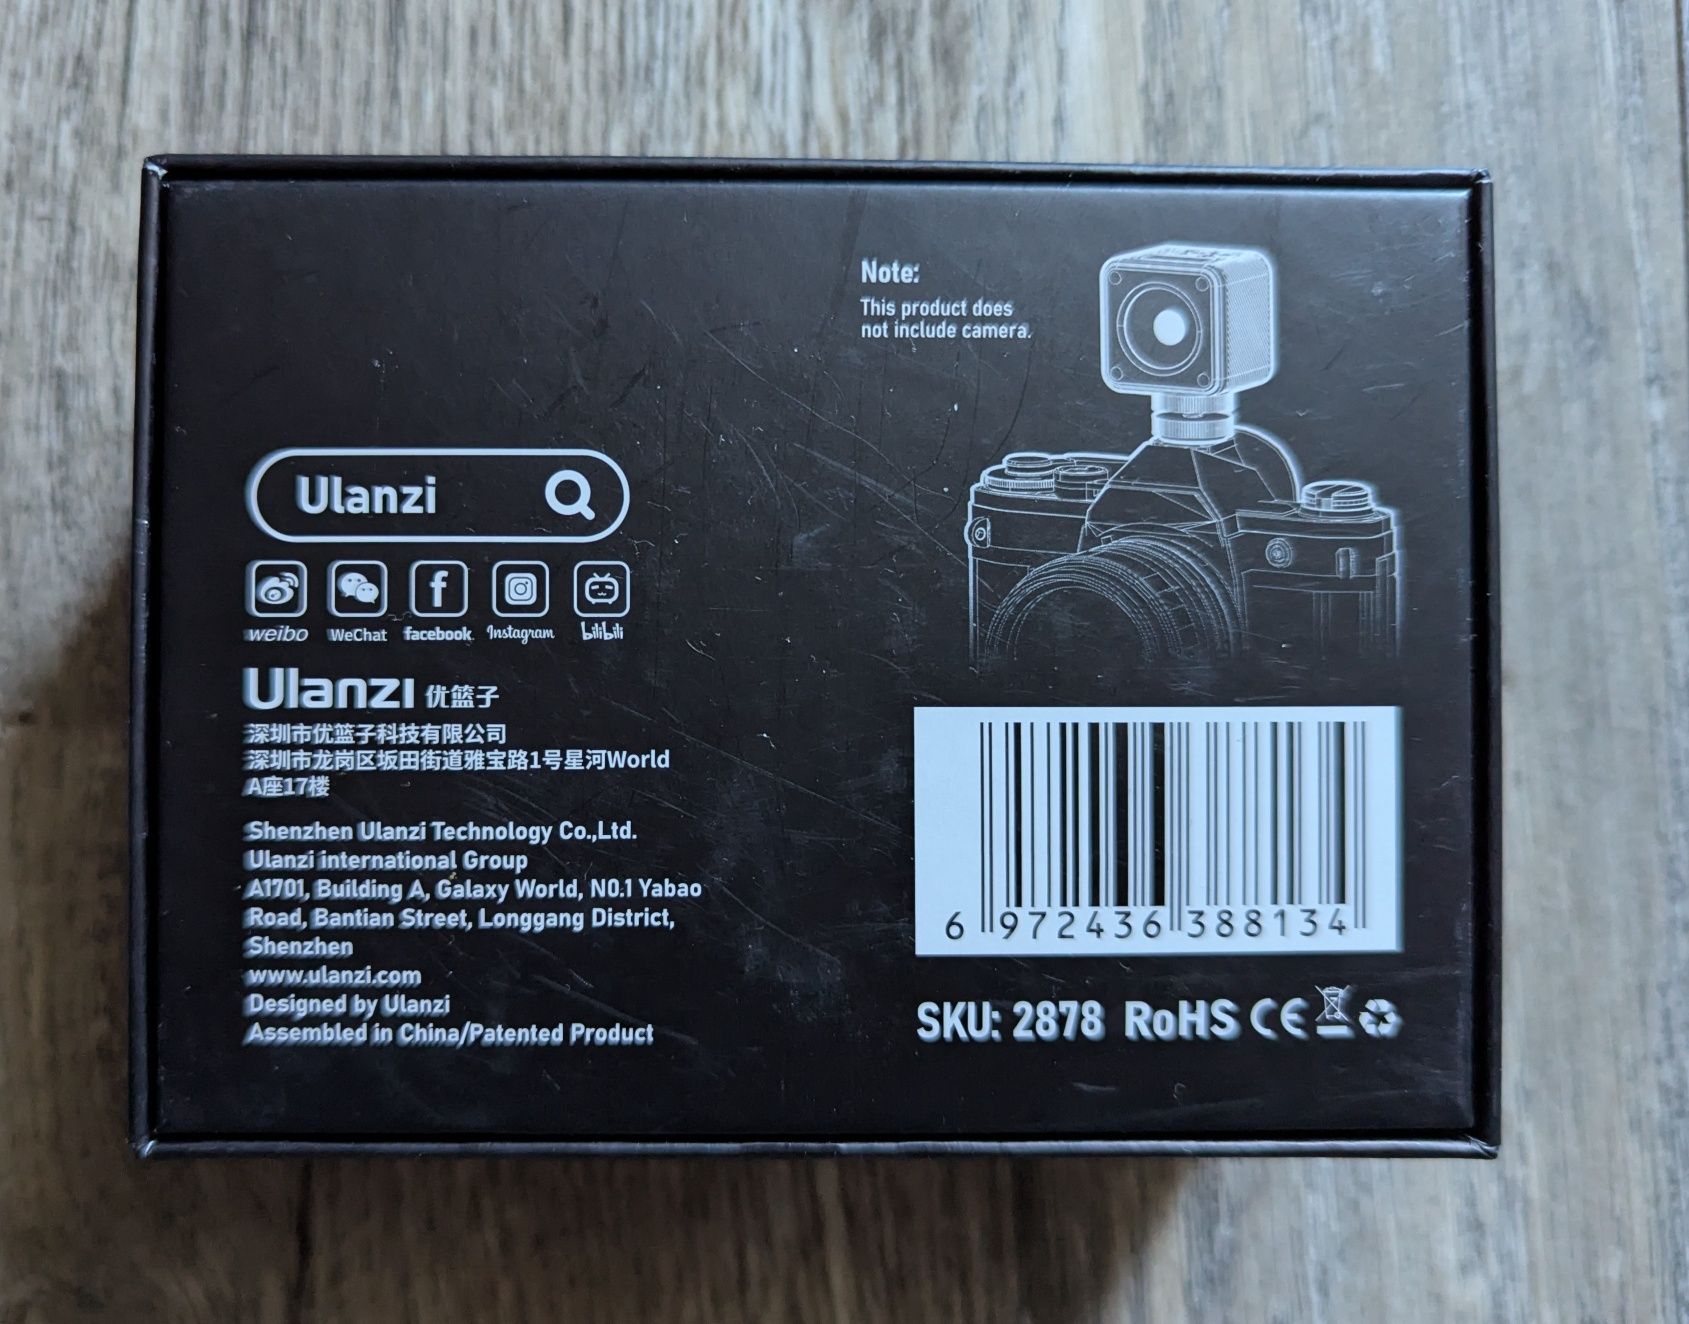 Note:
This product does
not include camera.
Ulanzi
weibo WeChat facebook Instagram bilibili
Ulanzi 优篮子
深圳市优篮子科技有限公司
深圳市龙岗区坂田街道雅宝路1号星河World
A座17楼
Shenzhen Ulanzi Technology Co.,Ltd.
Ulanzi international Group
A1701, Building A, Galaxy World, NO.1 Yabao
Road, Bantian Street, Longgang District,
Shenzhen
www.ulanzi.com
Designed by Ulanzi
Assembled in China/Patented Product
6 972436 388134
SKU: 2878 RoHS CE